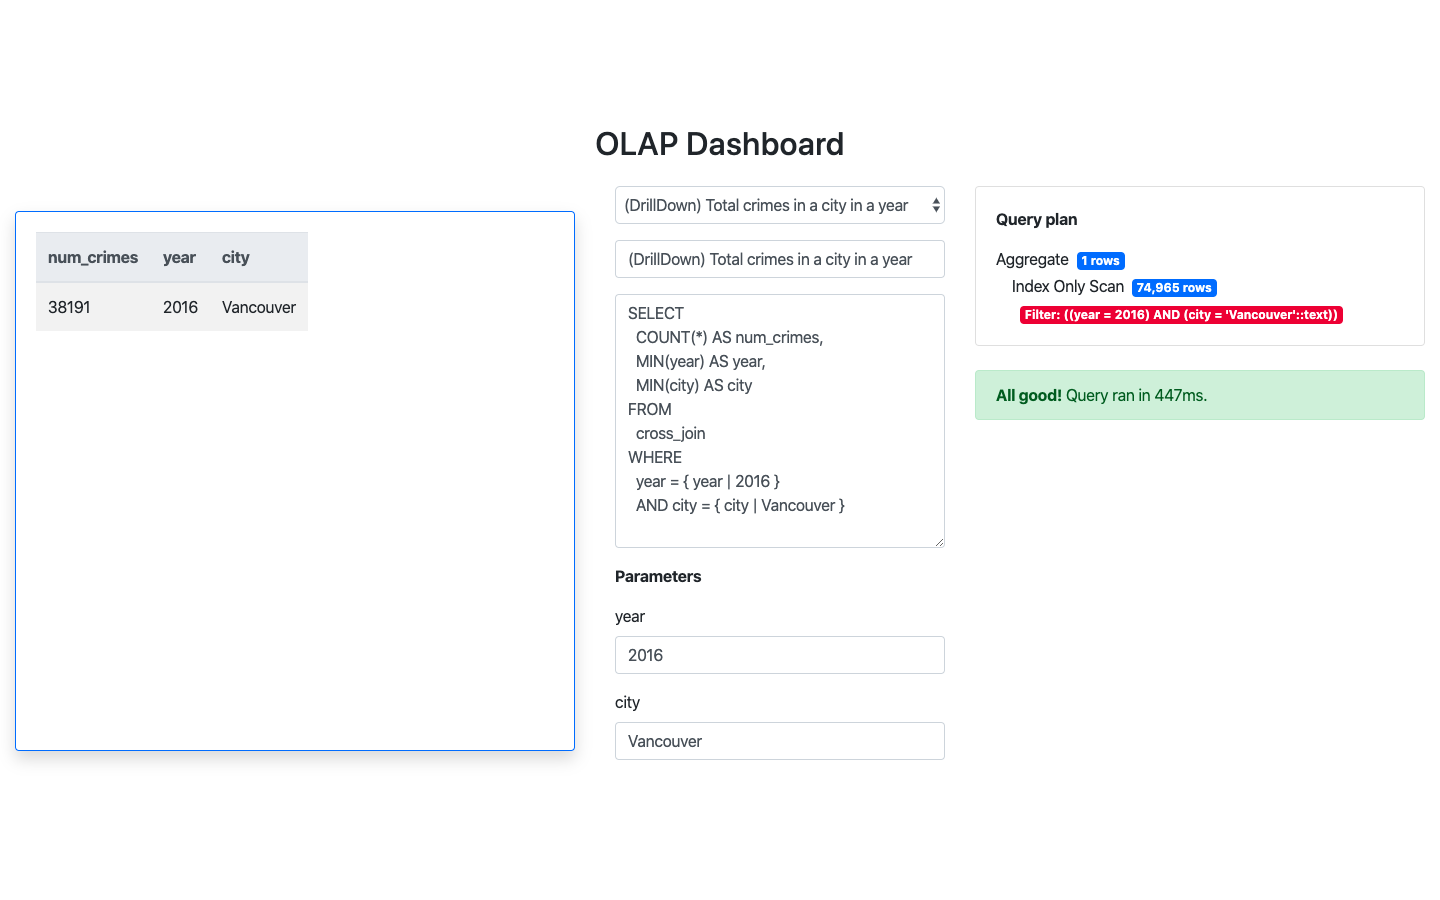 OLAP Dashboard
num_crimes year city
38191 2016 Vancouver
(DrillDown) Total crimes in a city in a year
(DrillDown) Total crimes in a city in a year
SELECT
  COUNT(*) AS num_crimes,
  MIN(year) AS year,
  MIN(city) AS city
FROM
  cross_join
WHERE
  year = { year | 2016 }
  AND city = { city | Vancouver }
Parameters
year
2016
city
Vancouver
Query plan
Aggregate 1 rows
Index Only Scan 74,965 rows
Filter: ((year = 2016) AND (city = 'Vancouver'::text))
All good! Query ran in 447ms.